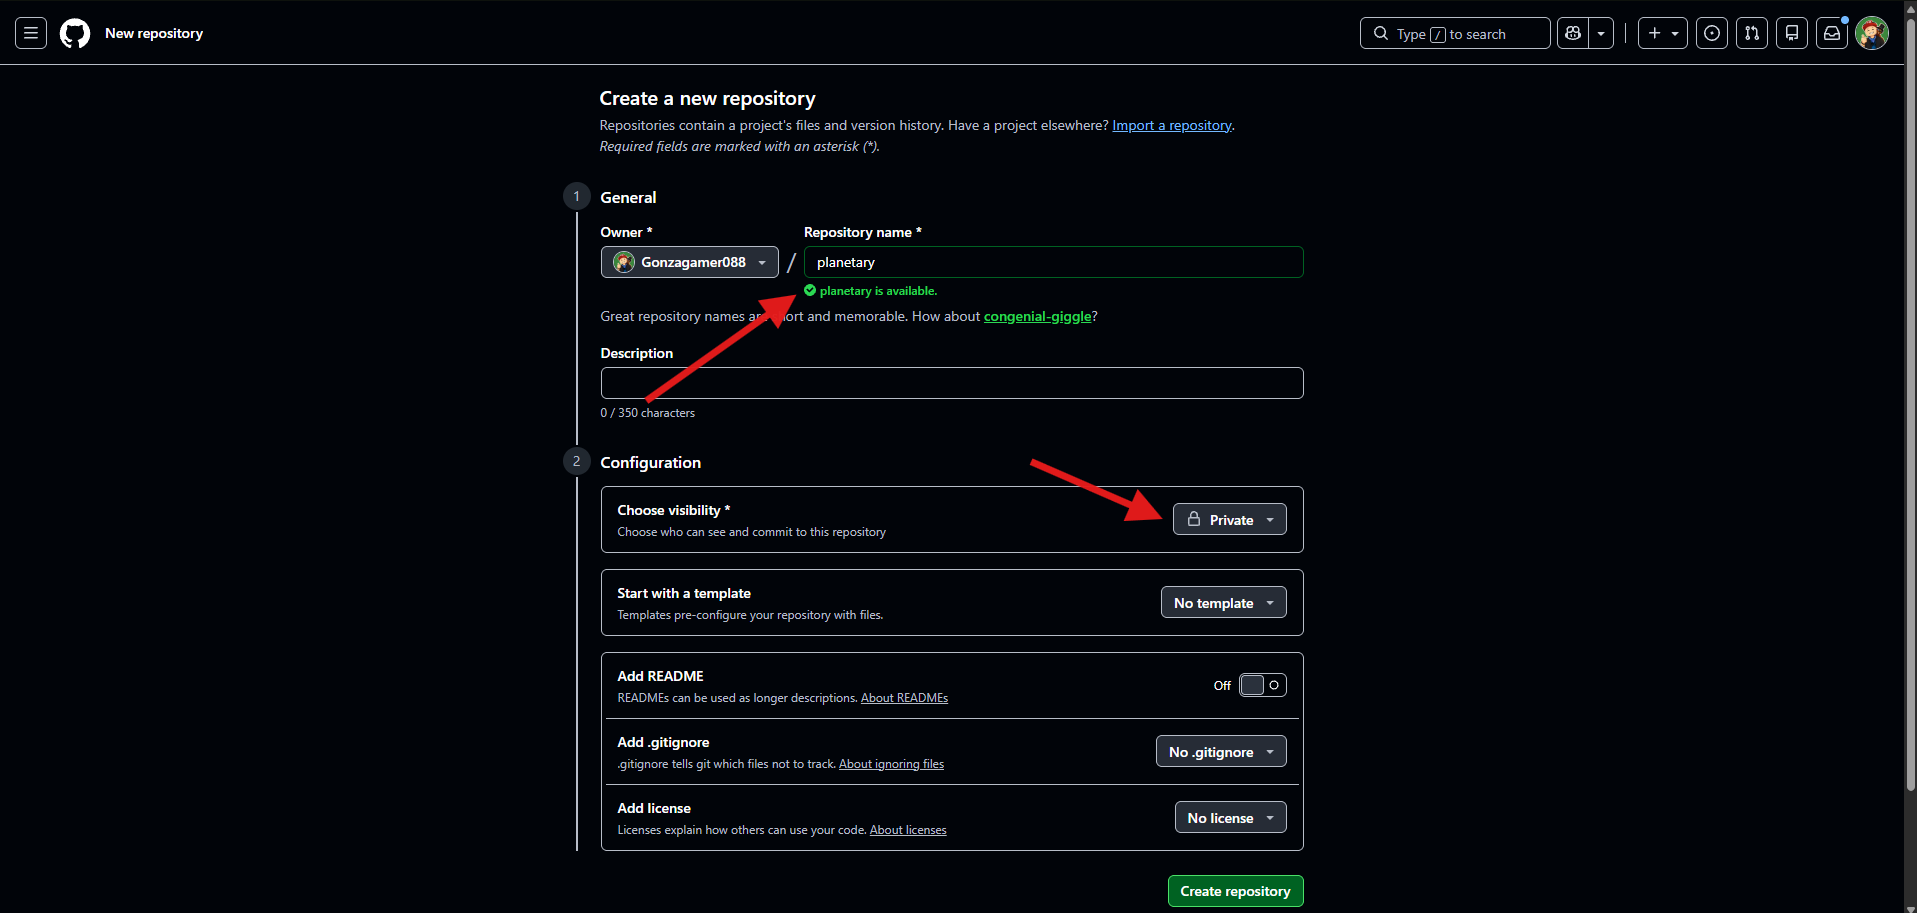 New repository
Type / to search
Create a new repository
Repositories contain a project's files and version history. Have a project elsewhere? Import a repository.
Required fields are marked with an asterisk (*).
1 General
Owner * Repository name *
Gonzagamer088 / planetary
planetary is available.
Great repository names are short and memorable. How about congenial-giggle?
Description
0 / 350 characters
2 Configuration
Choose visibility *
Choose who can see and commit to this repository
Private
Start with a template
Templates pre-configure your repository with files.
No template
Add README
READMEs can be used as longer descriptions. About READMEs
Off
Add .gitignore
.gitignore tells git which files not to track. About ignoring files
No .gitignore
Add license
Licenses explain how others can use your code. About licenses
No license
Create repository